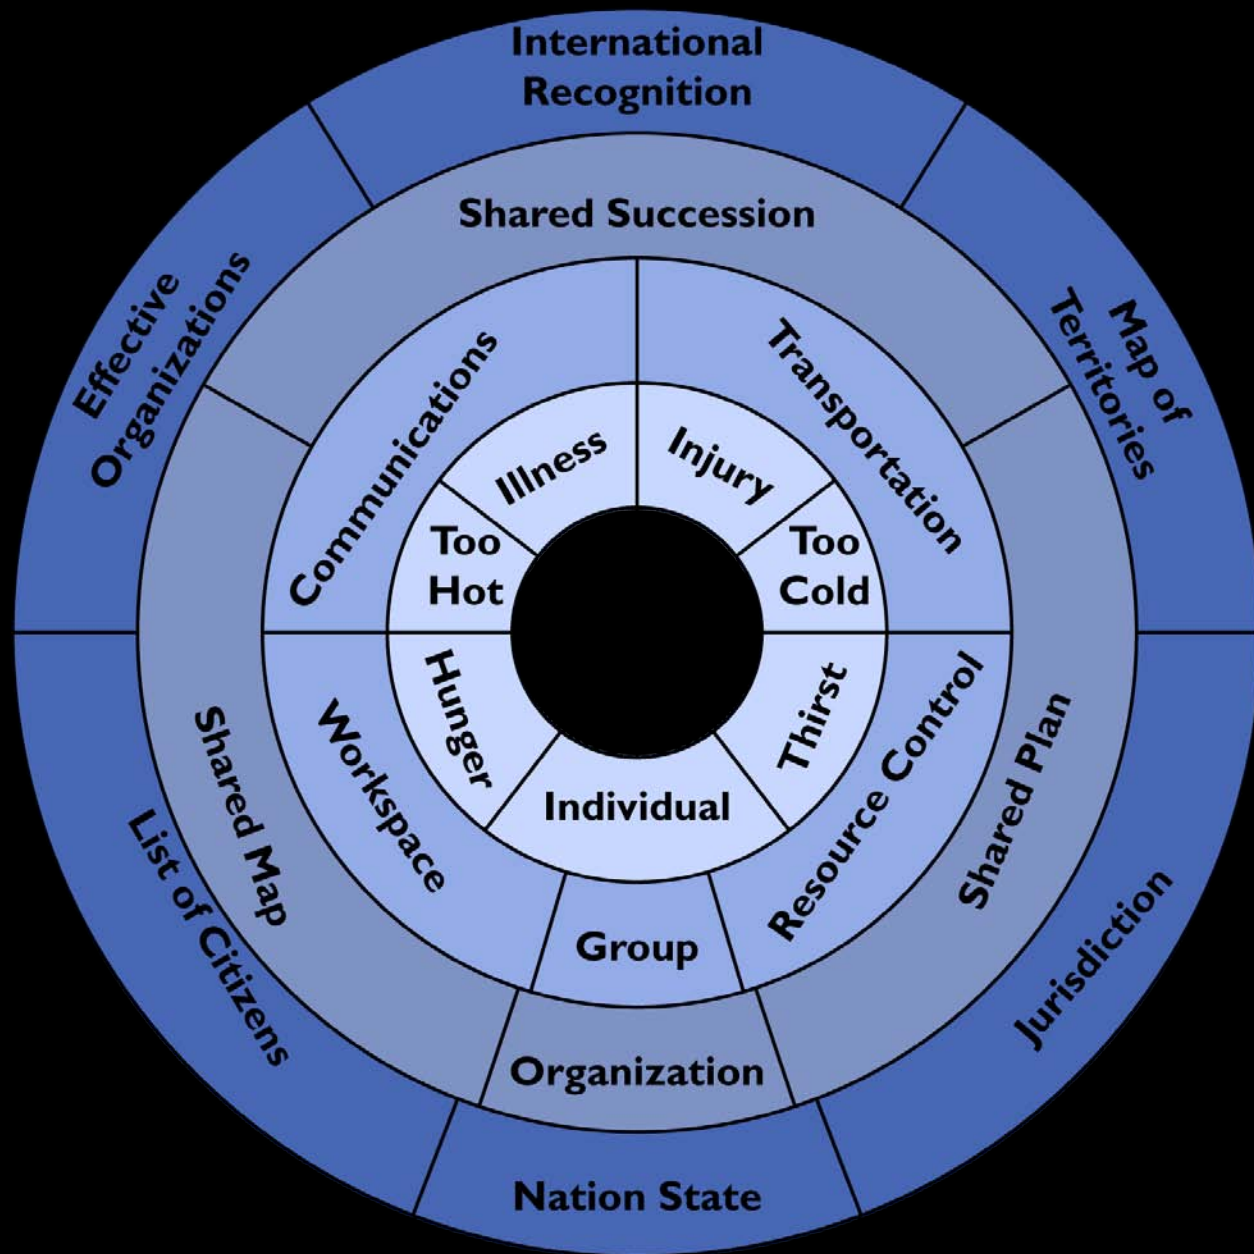 International
Recognition
Shared Succession
Effective
Organizations
Map of
Territories
Communications
Transportation
Illness
Injury
Too
Hot
Too
Cold
Hunger
Thirst
Workspace
Resource Control
Shared Map
Shared Plan
List of Citizens
Jurisdiction
Individual
Group
Organization
Nation State